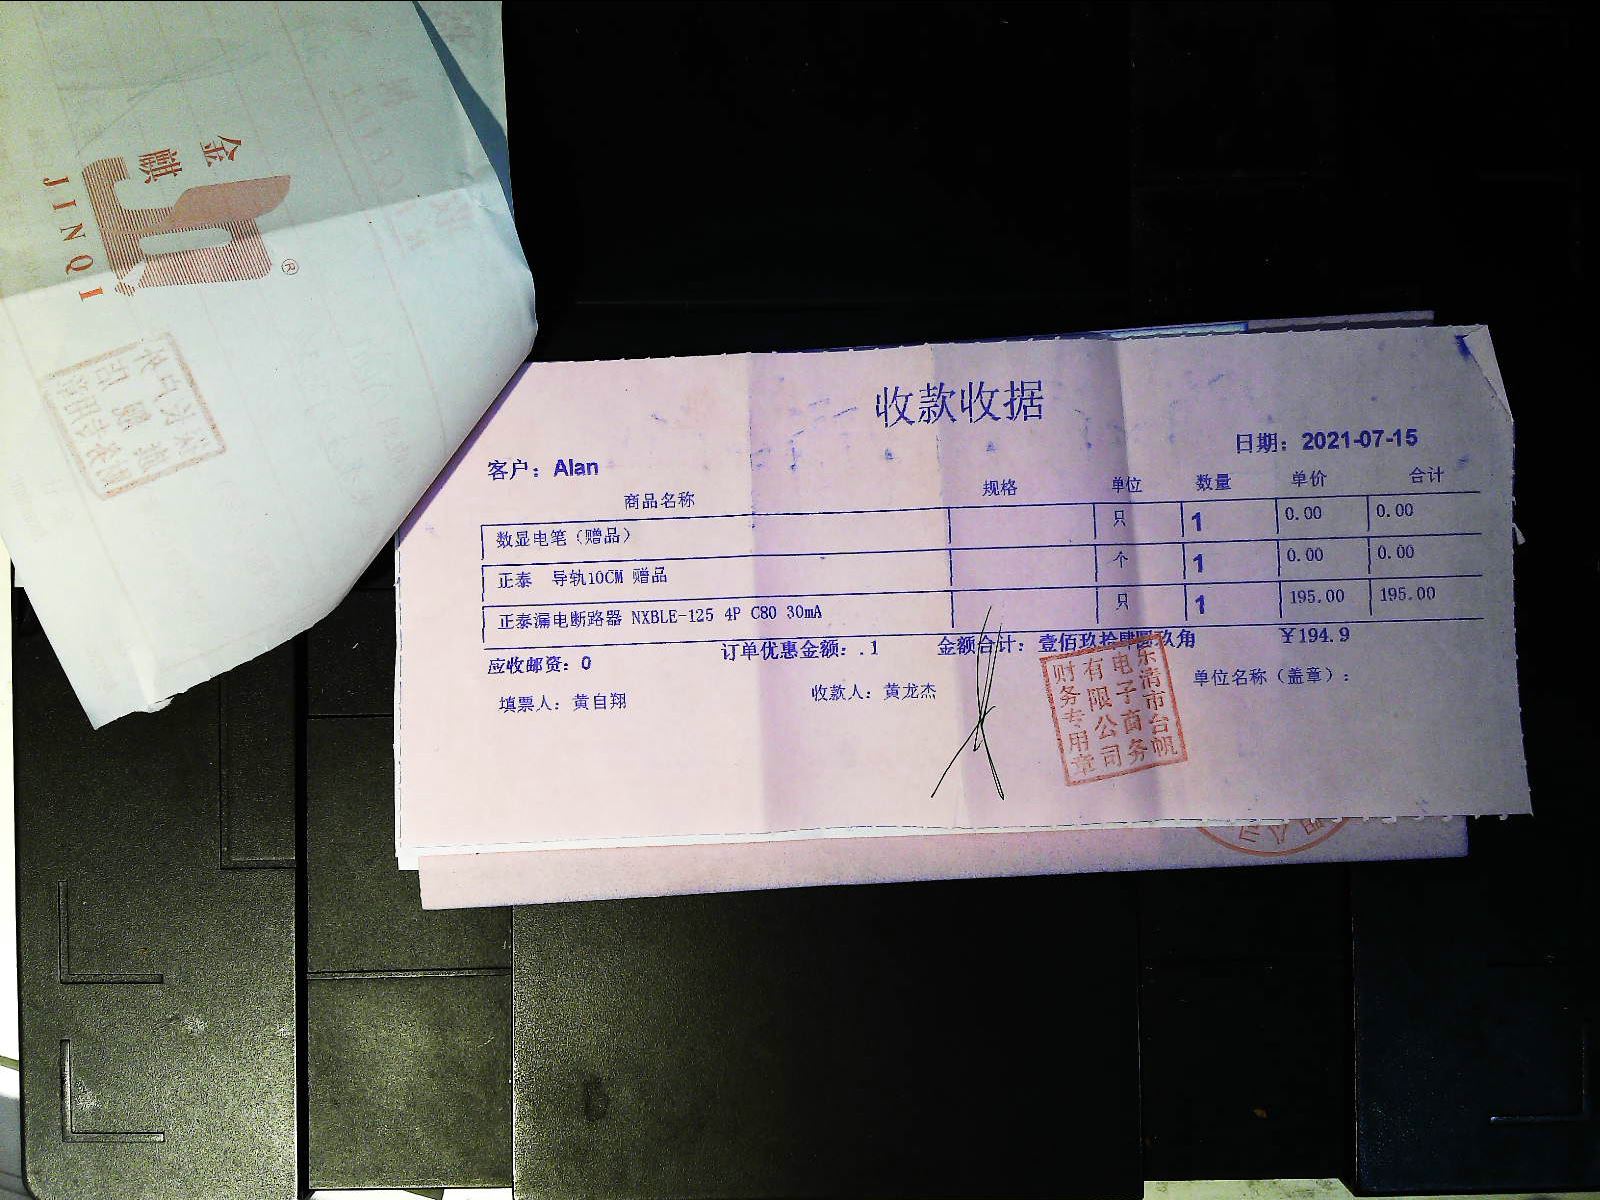 金麒
JINQI
®
收款收据
客户：Alan
日期：2021-07-15
商品名称 规格 单位 数量 单价 合计
数显电笔（赠品） 只 1 0.00 0.00
正泰 导轨10CM 赠品 个 1 0.00 0.00
正泰漏电断路器 NXBLE-125 4P C80 30mA 只 1 195.00 195.00
应收邮资：0 订单优惠金额：.1 金额合计：壹佰玖拾肆圆玖角 ￥194.9
填票人：黄自翔 收款人：黄龙杰 单位名称（盖章）：
乐清市台帆
电子商务
有限公司
财务专用章